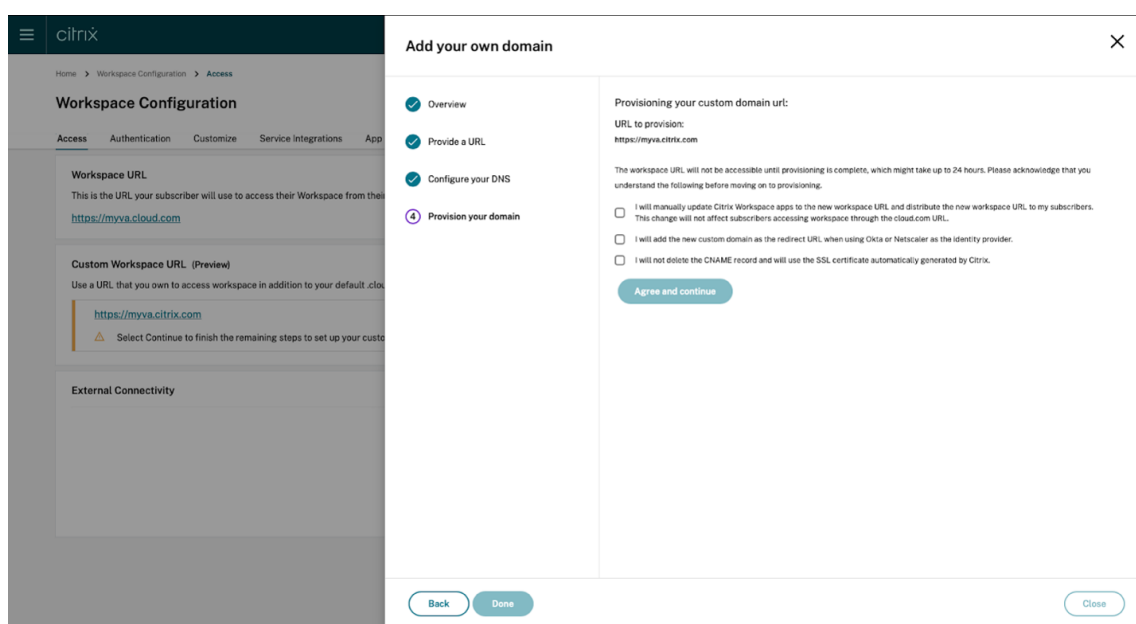 citrix
Home > Workspace Configuration > Access
Workspace Configuration
Access Authentication Customize Service Integrations App
Workspace URL
This is the URL your subscriber will use to access their Workspace from their
https://myva.cloud.com
Custom Workspace URL (Preview)
Use a URL that you own to access workspace in addition to your default .clou
https://myva.citrix.com
Select Continue to finish the remaining steps to set up your custo
External Connectivity
Add your own domain
Overview
Provide a URL
Configure your DNS
4 Provision your domain
Provisioning your custom domain url:
URL to provision:
https://myva.citrix.com
The workspace URL will not be accessible until provisioning is complete, which might take up to 24 hours. Please acknowledge that you
understand the following before moving on to provisioning.
I will manually update Citrix Workspace apps to the new workspace URL and distribute the new workspace URL to my subscribers.
This change will not affect subscribers accessing workspace through the cloud.com URL.
I will add the new custom domain as the redirect URL when using Okta or Netscaler as the identity provider.
I will not delete the CNAME record and will use the SSL certificate automatically generated by Citrix.
Agree and continue
Back Done Close